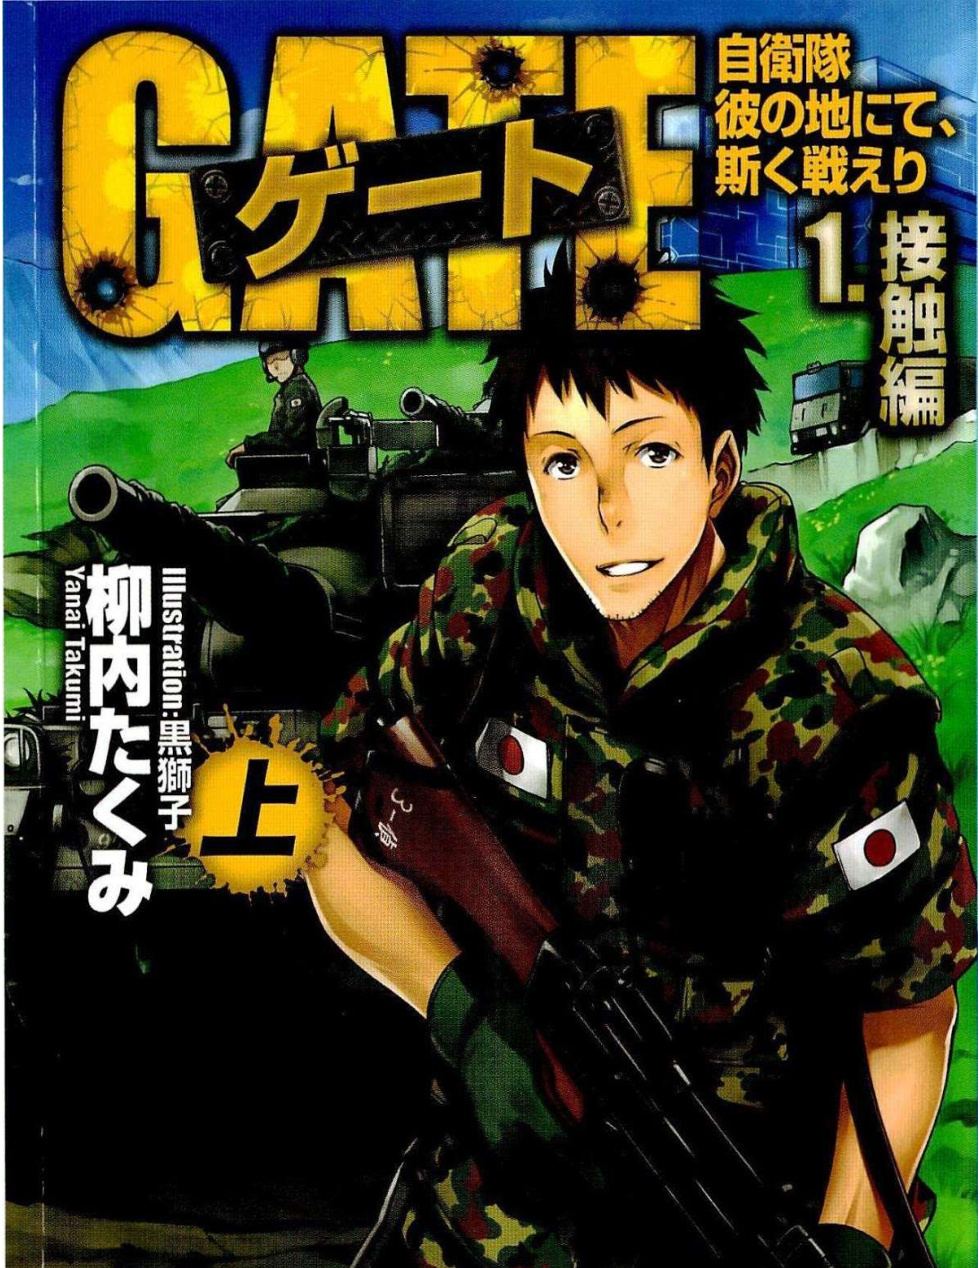 GATE
ゲート
自衛隊
彼の地にて、
斯く戦えり
1.
接触編
柳内たくみ
Yanai Takumi
Illustration:黒獅子
上